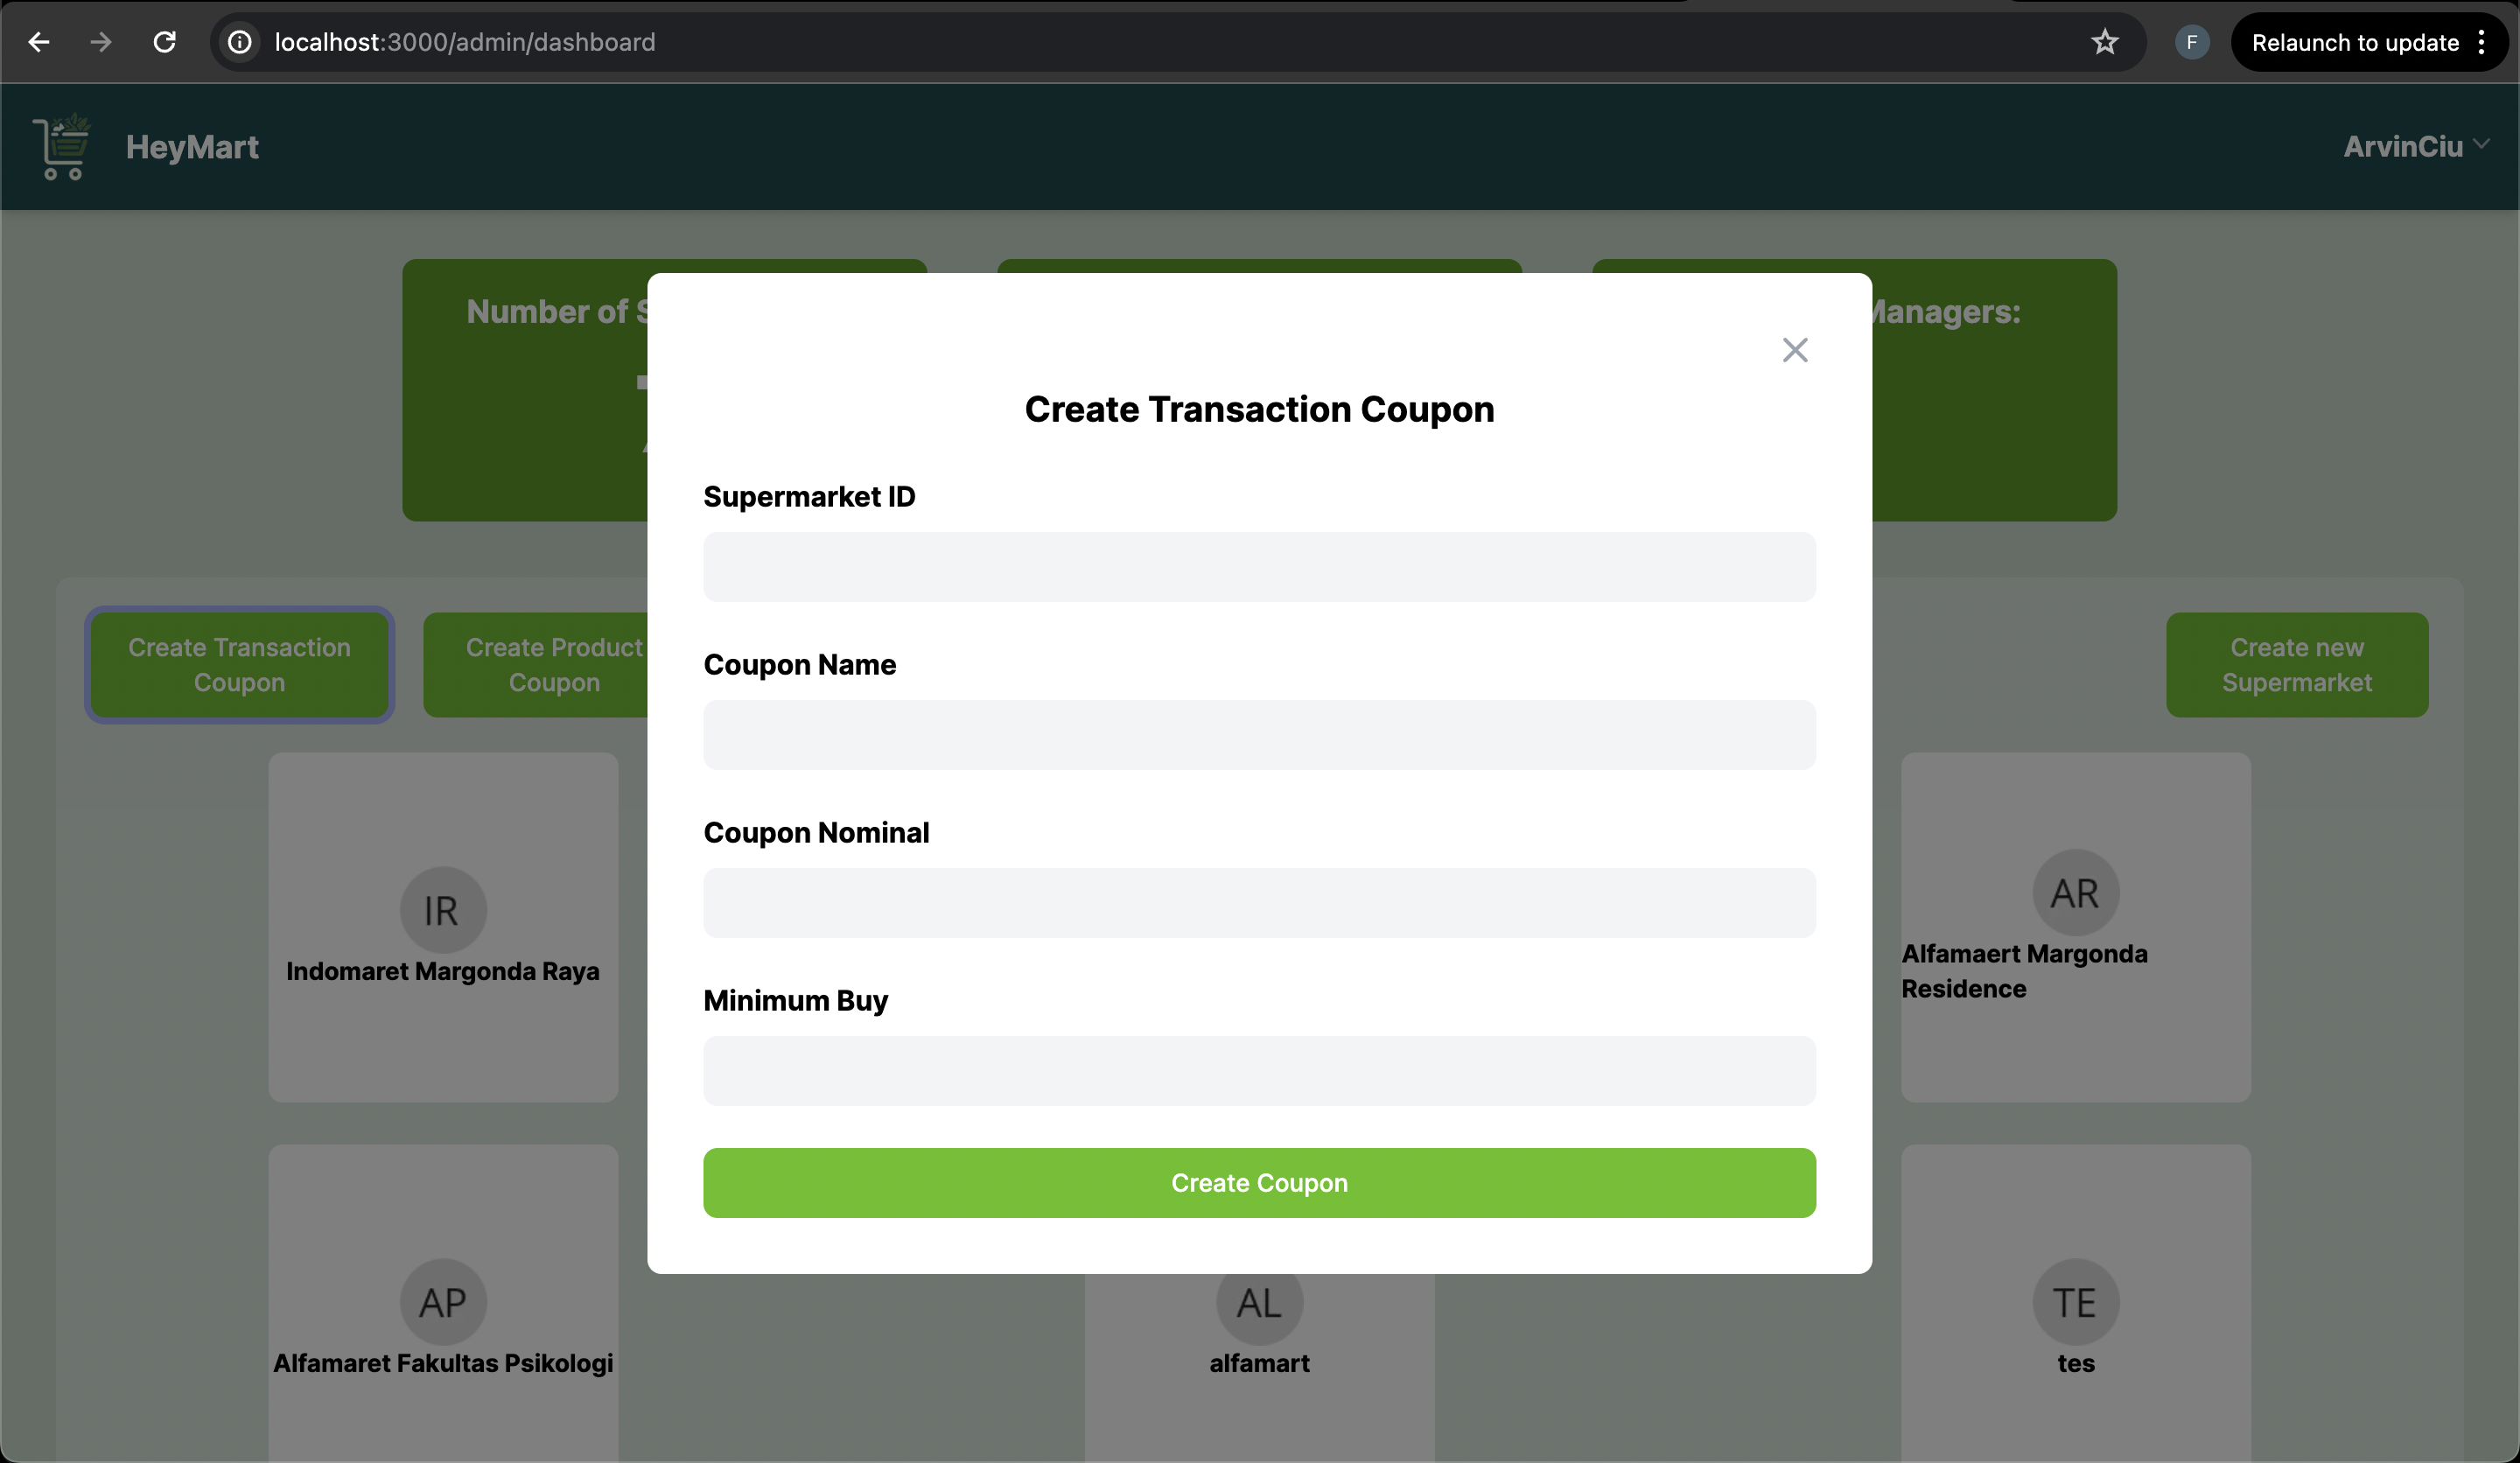 localhost:3000/admin/dashboard
F
Relaunch to update
HeyMart
ArvinCiu
Number of
Managers:
Create Transaction Coupon
Supermarket ID
Coupon Name
Coupon Nominal
Minimum Buy
Create Coupon
Create Transaction
Coupon
Create Product
Coupon
Create new
Supermarket
IR
Indomaret Margonda Raya
AR
Alfamaert Margonda
Residence
AP
Alfamaret Fakultas Psikologi
AL
alfamart
TE
tes